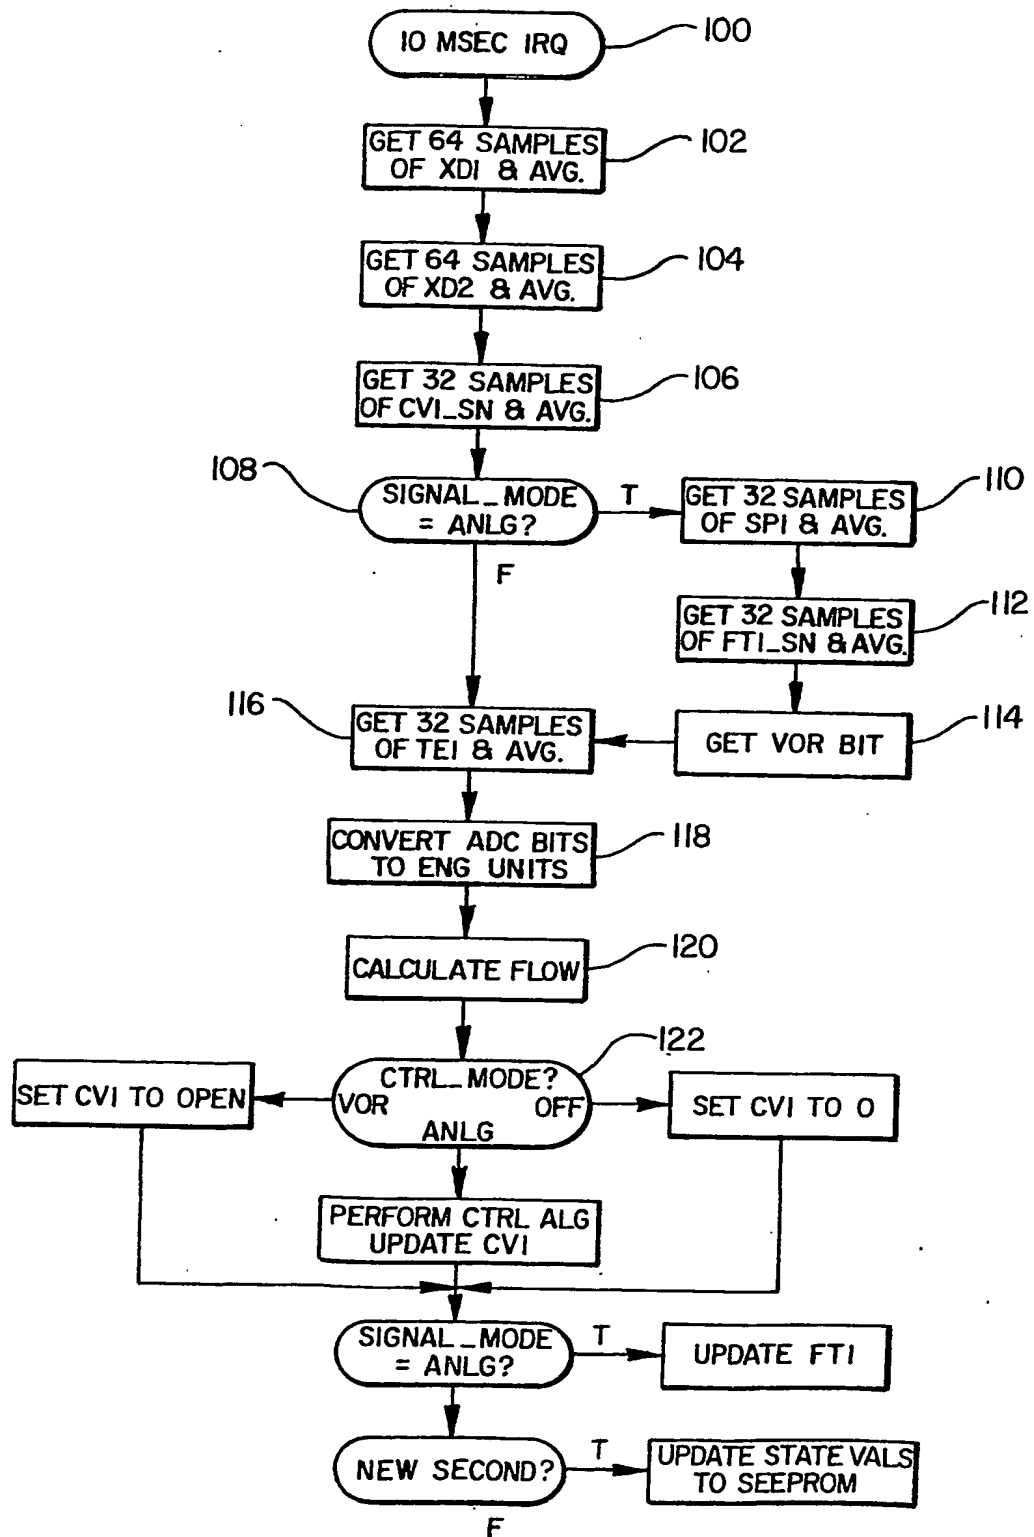 10 MSEC IRQ
100
GET 64 SAMPLES
OF XD1 & AVG.
102
GET 64 SAMPLES
OF XD2 & AVG.
104
GET 32 SAMPLES
OF CV1_SN & AVG.
106
108
SIGNAL_MODE
= ANLG?
T
F
GET 32 SAMPLES
OF SP1 & AVG.
110
GET 32 SAMPLES
OF FT1_SN & AVG.
112
GET VOR BIT
114
116
GET 32 SAMPLES
OF TE1 & AVG.
CONVERT ADC BITS
TO ENG UNITS
118
CALCULATE FLOW
120
122
CTRL_MODE?
VOR OFF
ANLG
SET CV1 TO OPEN
SET CV1 TO 0
PERFORM CTRL ALG
UPDATE CV1
SIGNAL_MODE
= ANLG?
T
UPDATE FT1
NEW SECOND?
T
UPDATE STATE VALS
TO SEEPROM
F